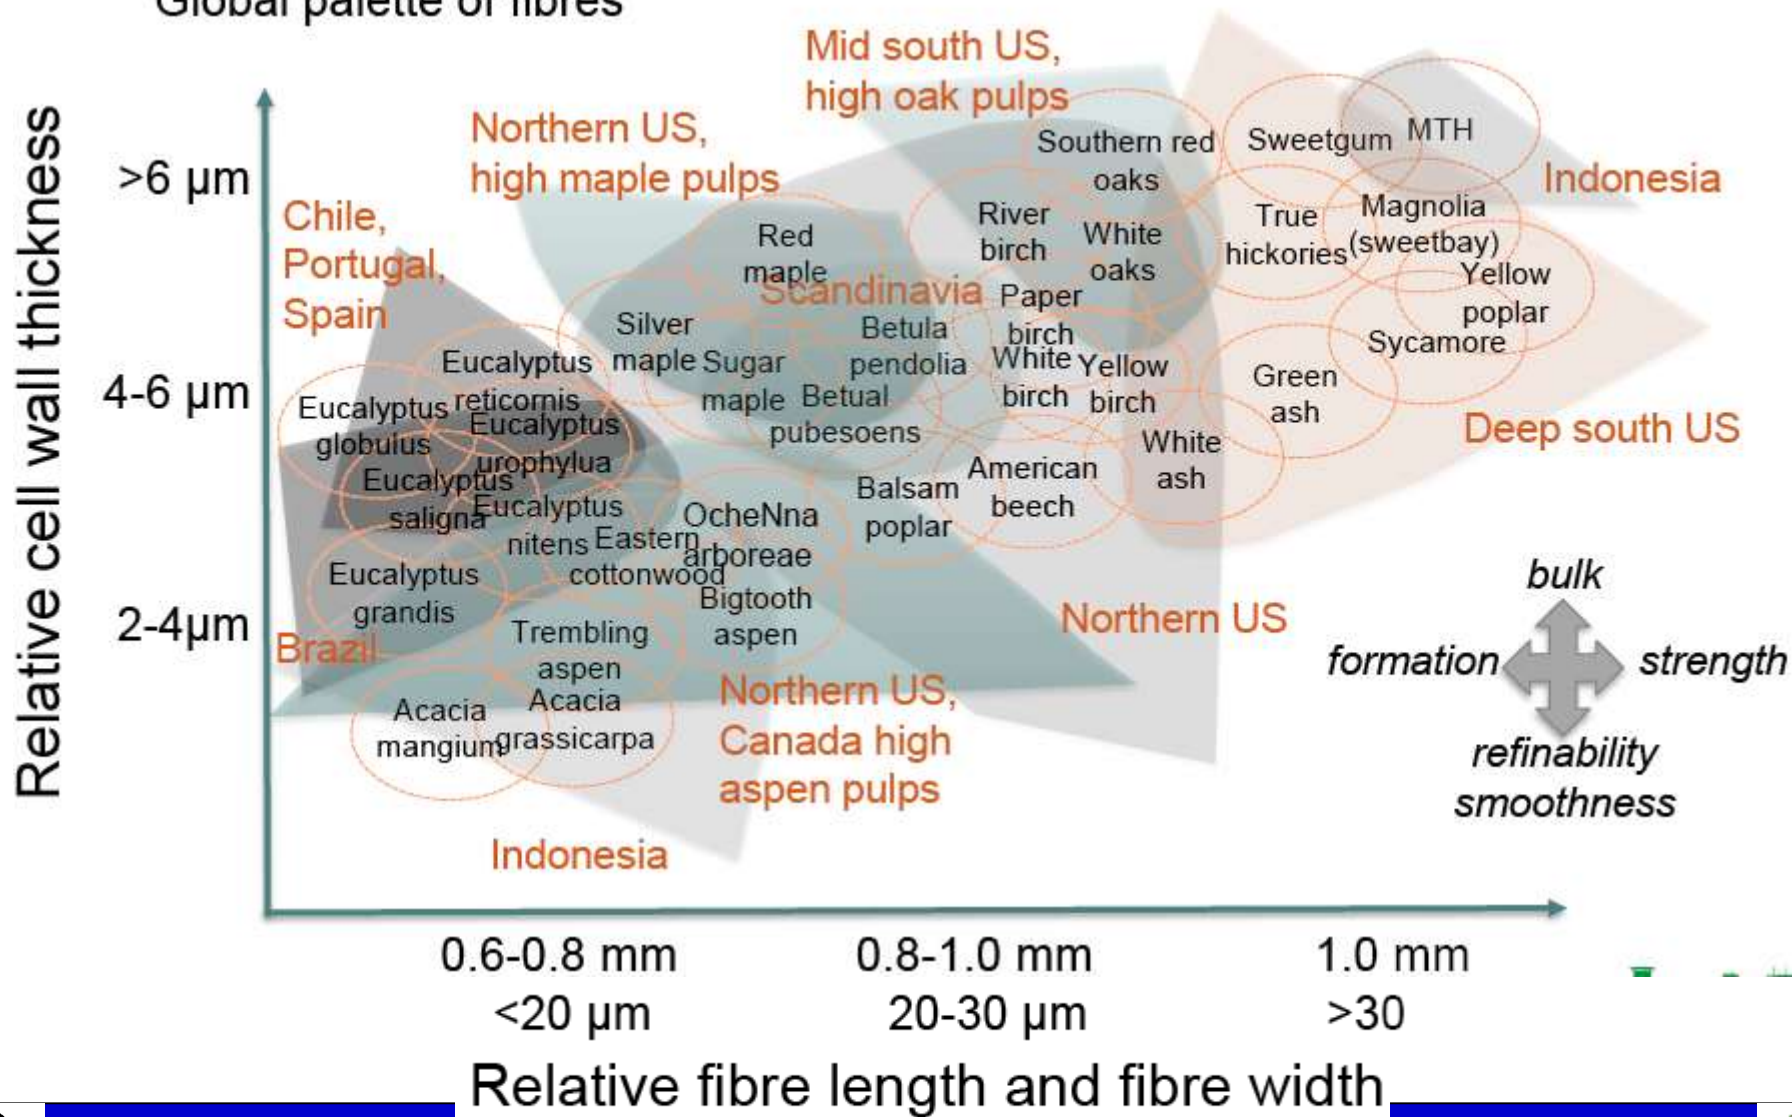 Global palette of fibres
Mid south US,
high oak pulps
Northern US,
high maple pulps
Chile,
Portugal,
Spain
Indonesia
Scandinavia
Deep south US
Northern US
Brazil
Northern US,
Canada high
aspen pulps
Indonesia
Relative cell wall thickness
>6 µm
4-6 µm
2-4µm
Southern red
oaks
Sweetgum
MTH
River
birch
White
oaks
True
hickories
Magnolia
(sweetbay)
Yellow
poplar
Red
maple
Paper
birch
Silver
maple
Sugar
maple
Betula
pendolia
White
birch
Yellow
birch
Sycamore
Green
ash
Eucalyptus
reticornis
Eucalyptus
globulus
Eucalyptus
urophylua
Betual
pubesoens
White
ash
Eucalyptus
saligna
Eucalyptus
nitens
Balsam
poplar
American
beech
OcheNna
arboreae
Eastern
cottonwood
Eucalyptus
grandis
Bigtooth
aspen
Trembling
aspen
Acacia
mangium
Acacia
grassicarpa
bulk
formation
strength
refinability
smoothness
0.6-0.8 mm
0.8-1.0 mm
1.0 mm
<20 µm
20-30 µm
>30
Relative fibre length and fibre width